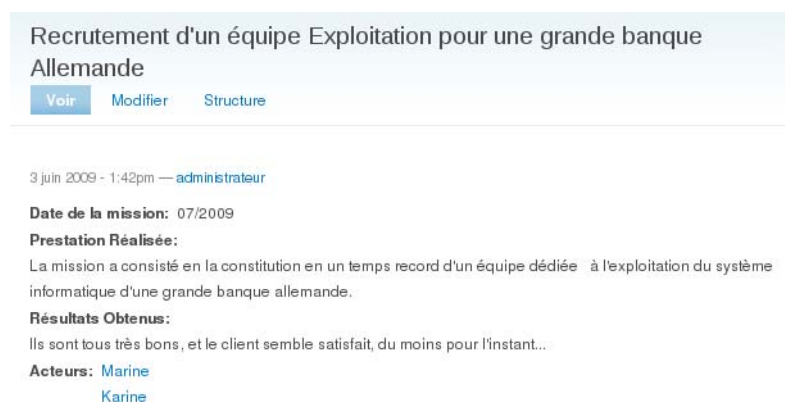 Recrutement d'un équipe Exploitation pour une grande banque
Allemande
Voir Modifier Structure
3 juin 2009 - 1:42pm — administrateur
Date de la mission: 07/2009
Prestation Réalisée:
La mission a consisté en la constitution en un temps record d'un équipe dédiée à l'exploitation du système
informatique d'une grande banque allemande.
Résultats Obtenus:
Ils sont tous très bons, et le client semble satisfait, du moins pour l'instant...
Acteurs: Marine
Karine